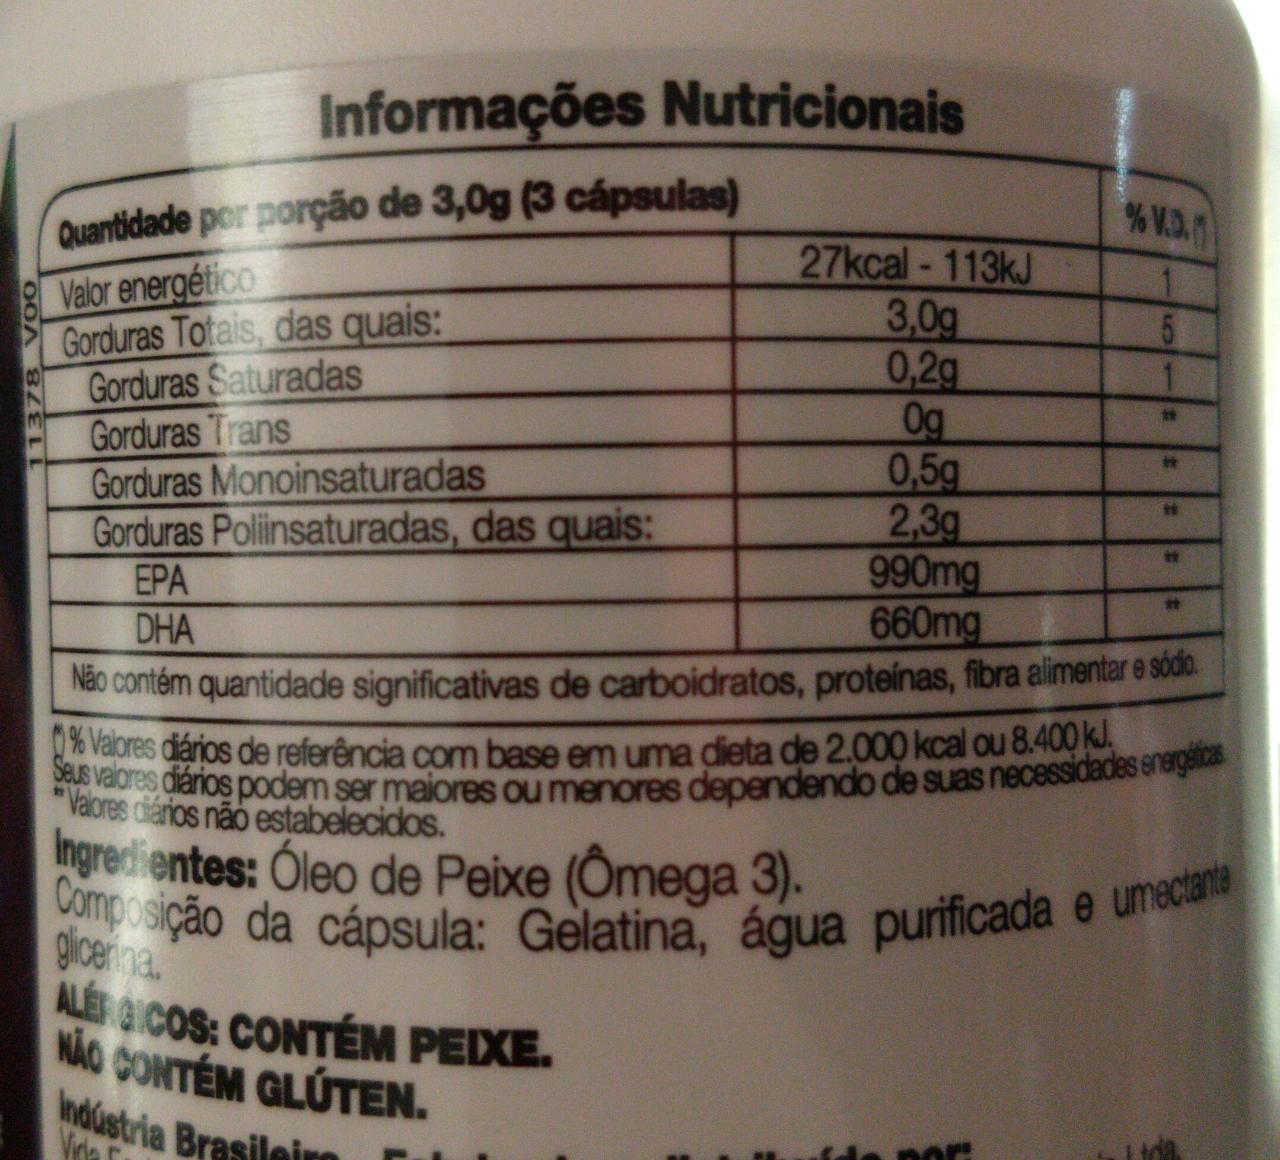 Informações Nutricionais
Quantidade por porção de 3,0g (3 cápsulas) % V.D. (*)
Valor energético 27kcal - 113kJ 1
Gorduras Totais, das quais: 3,0g 5
Gorduras Saturadas 0,2g 1
Gorduras Trans 0g **
Gorduras Monoinsaturadas 0,5g **
Gorduras Poliinsaturadas, das quais: 2,3g **
EPA 990mg **
DHA 660mg **
Não contém quantidade significativas de carboidratos, proteínas, fibra alimentar e sódio.
(*) % Valores diários de referência com base em uma dieta de 2.000 kcal ou 8.400 kJ.
Seus valores diários podem ser maiores ou menores dependendo de suas necessidades energéticas.
** Valores diários não estabelecidos.
Ingredientes: Óleo de Peixe (Ômega 3).
Composição da cápsula: Gelatina, água purificada e umectante
glicerina.
ALÉRGICOS: CONTÉM PEIXE.
NÃO CONTÉM GLÚTEN.
Indústria Brasileira por:
Vida Ltda.
11378 V00